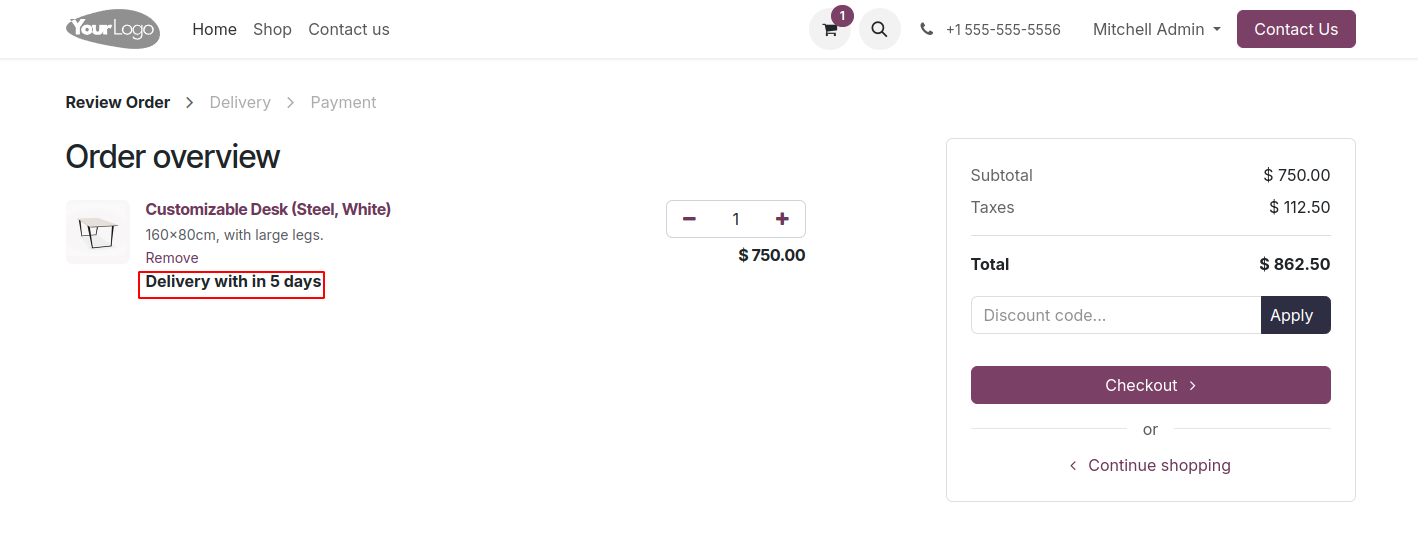 YourLogo
Home Shop Contact us
1
+1 555-555-5556
Mitchell Admin
Contact Us
Review Order > Delivery > Payment
Order overview
Customizable Desk (Steel, White)
160×80cm, with large legs.
Remove
Delivery with in 5 days
1
$ 750.00
Subtotal $ 750.00
Taxes $ 112.50
Total $ 862.50
Discount code...
Apply
Checkout >
or
< Continue shopping